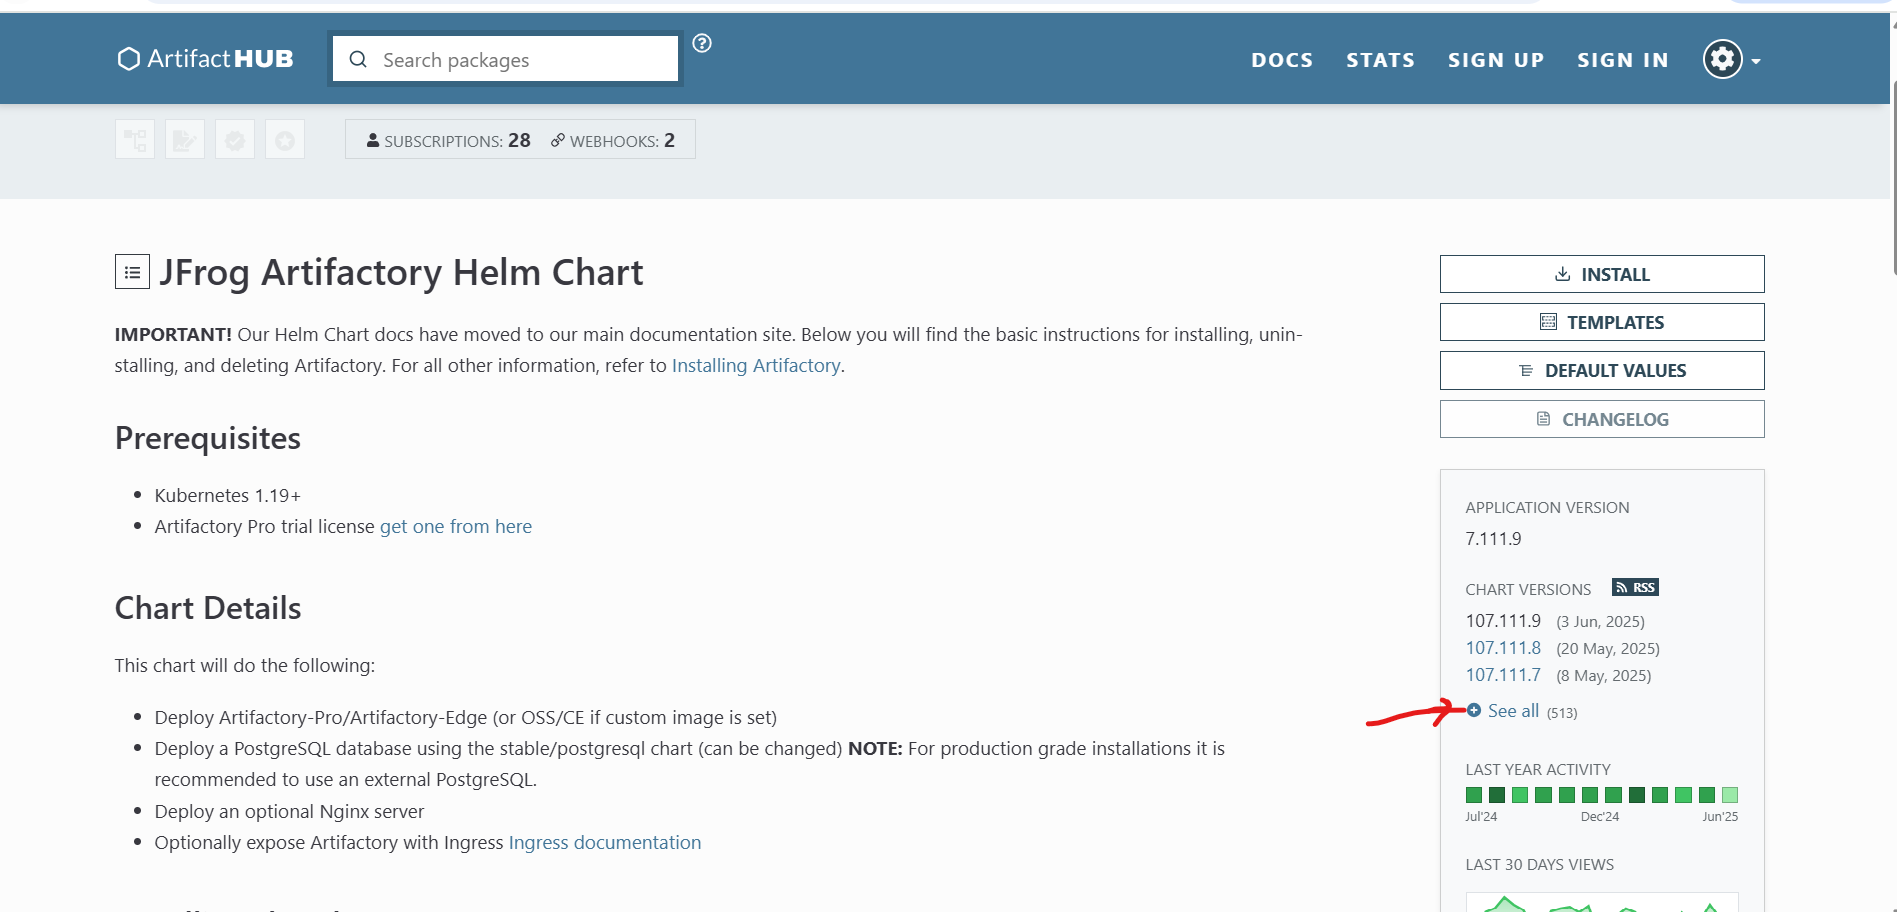 ArtifactHUB
Search packages
DOCS
STATS
SIGN UP
SIGN IN
SUBSCRIPTIONS: 28
WEBHOOKS: 2
JFrog Artifactory Helm Chart
IMPORTANT! Our Helm Chart docs have moved to our main documentation site. Below you will find the basic instructions for installing, unin-
stalling, and deleting Artifactory. For all other information, refer to Installing Artifactory.
Prerequisites
Kubernetes 1.19+
Artifactory Pro trial license get one from here
Chart Details
This chart will do the following:
Deploy Artifactory-Pro/Artifactory-Edge (or OSS/CE if custom image is set)
Deploy a PostgreSQL database using the stable/postgresql chart (can be changed) NOTE: For production grade installations it is
recommended to use an external PostgreSQL.
Deploy an optional Nginx server
Optionally expose Artifactory with Ingress Ingress documentation
INSTALL
TEMPLATES
DEFAULT VALUES
CHANGELOG
APPLICATION VERSION
7.111.9
CHART VERSIONS RSS
107.111.9 (3 Jun, 2025)
107.111.8 (20 May, 2025)
107.111.7 (8 May, 2025)
See all (513)
LAST YEAR ACTIVITY
Jul'24 Dec'24 Jun'25
LAST 30 DAYS VIEWS